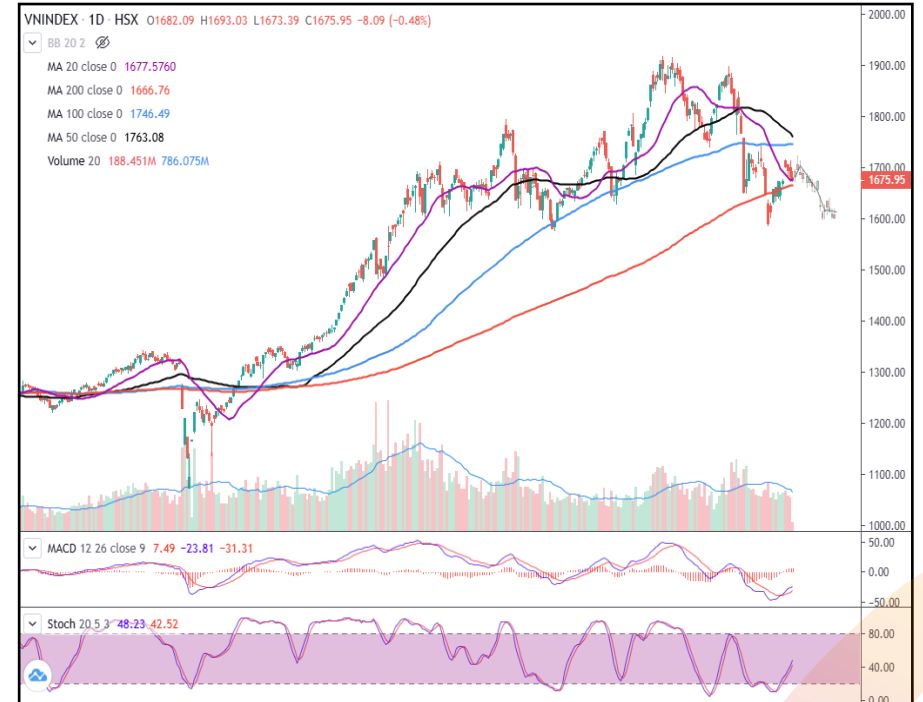 VNINDEX · 1D · HSX O1682.09 H1693.03 L1673.39 C1675.95 −8.09 (−0.48%)
BB 20 2
MA 20 close 0 1677.5760
MA 200 close 0 1666.76
MA 100 close 0 1746.49
MA 50 close 0 1763.08
Volume 20 188.451M 786.075M
2000.00
1900.00
1800.00
1700.00
1675.95
1600.00
1500.00
1400.00
1300.00
1200.00
1100.00
1000.00
MACD 12 26 close 9 7.49 −23.81 −31.31
50.00
0.00
−50.00
Stoch 20 5 3 48.23 42.52
80.00
40.00
0.00